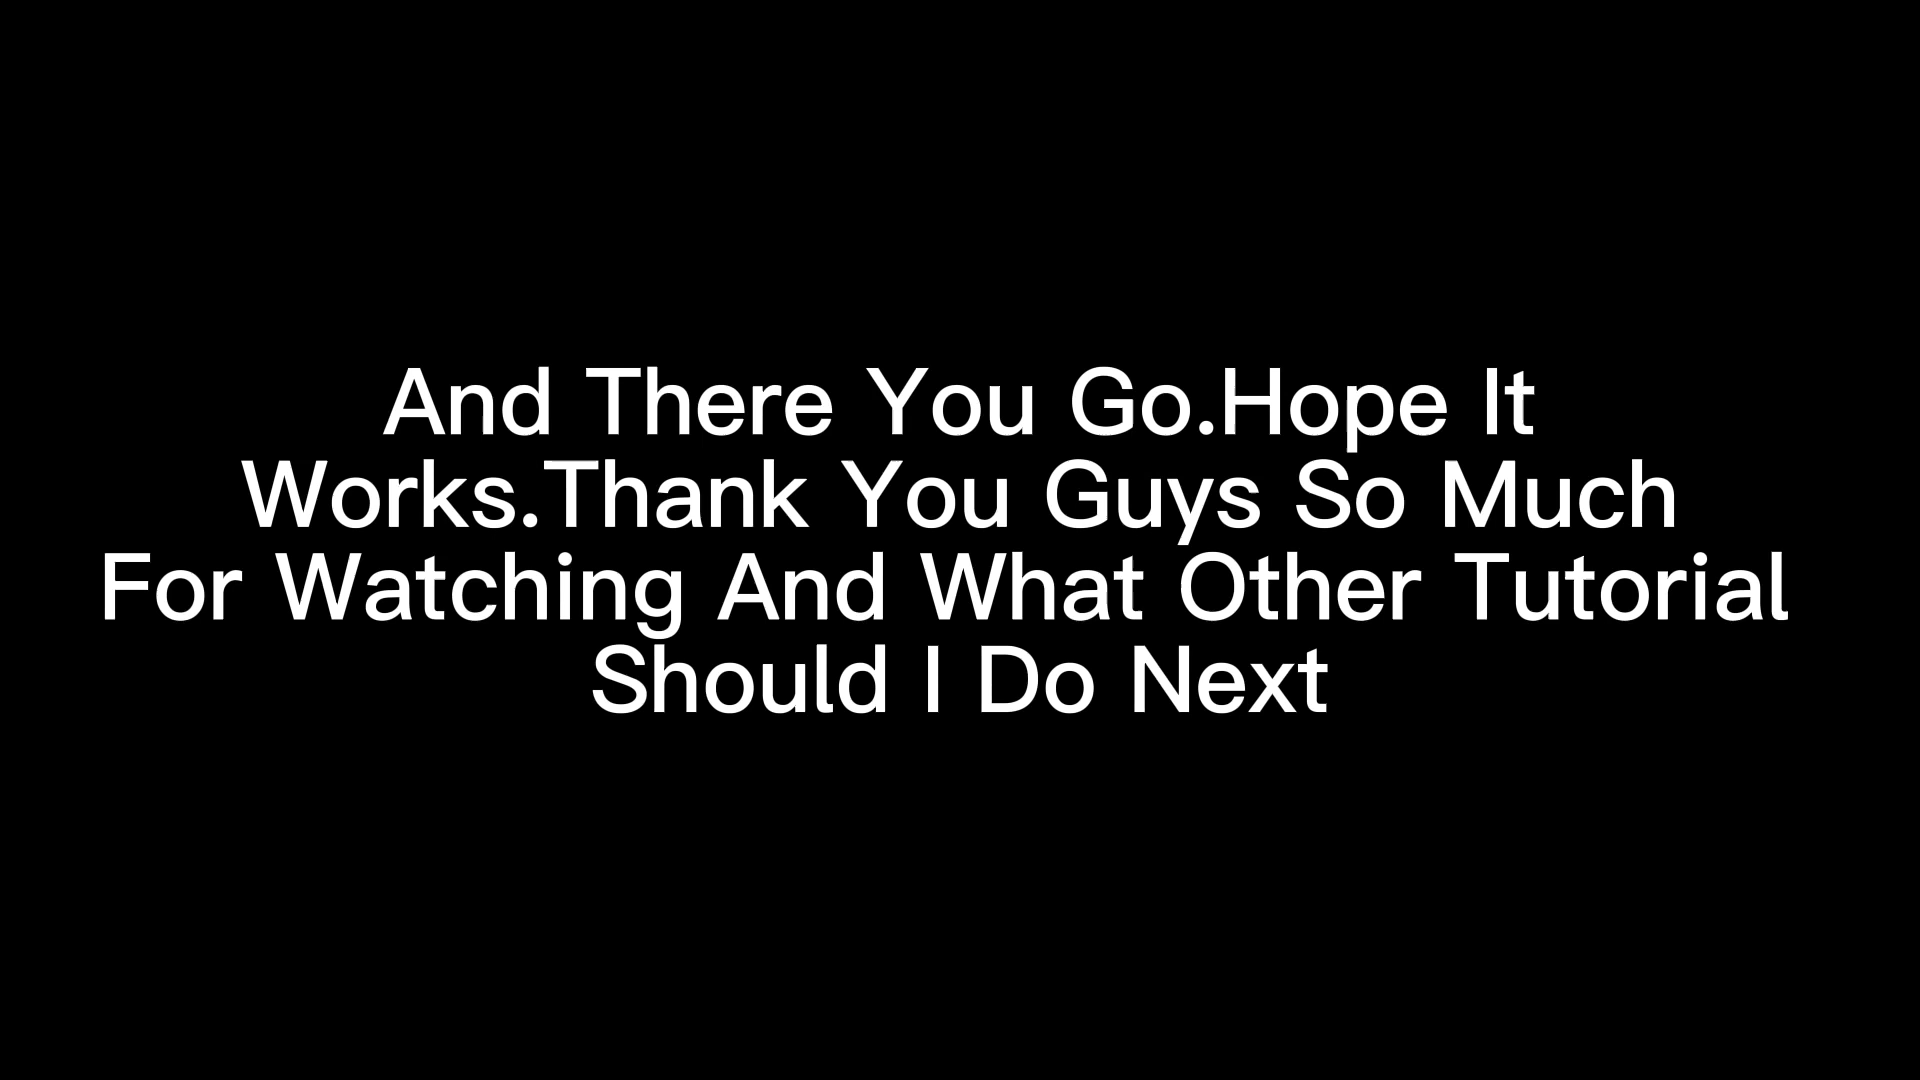 And There You Go.Hope It
Works.Thank You Guys So Much
For Watching And What Other Tutorial
Should I Do Next